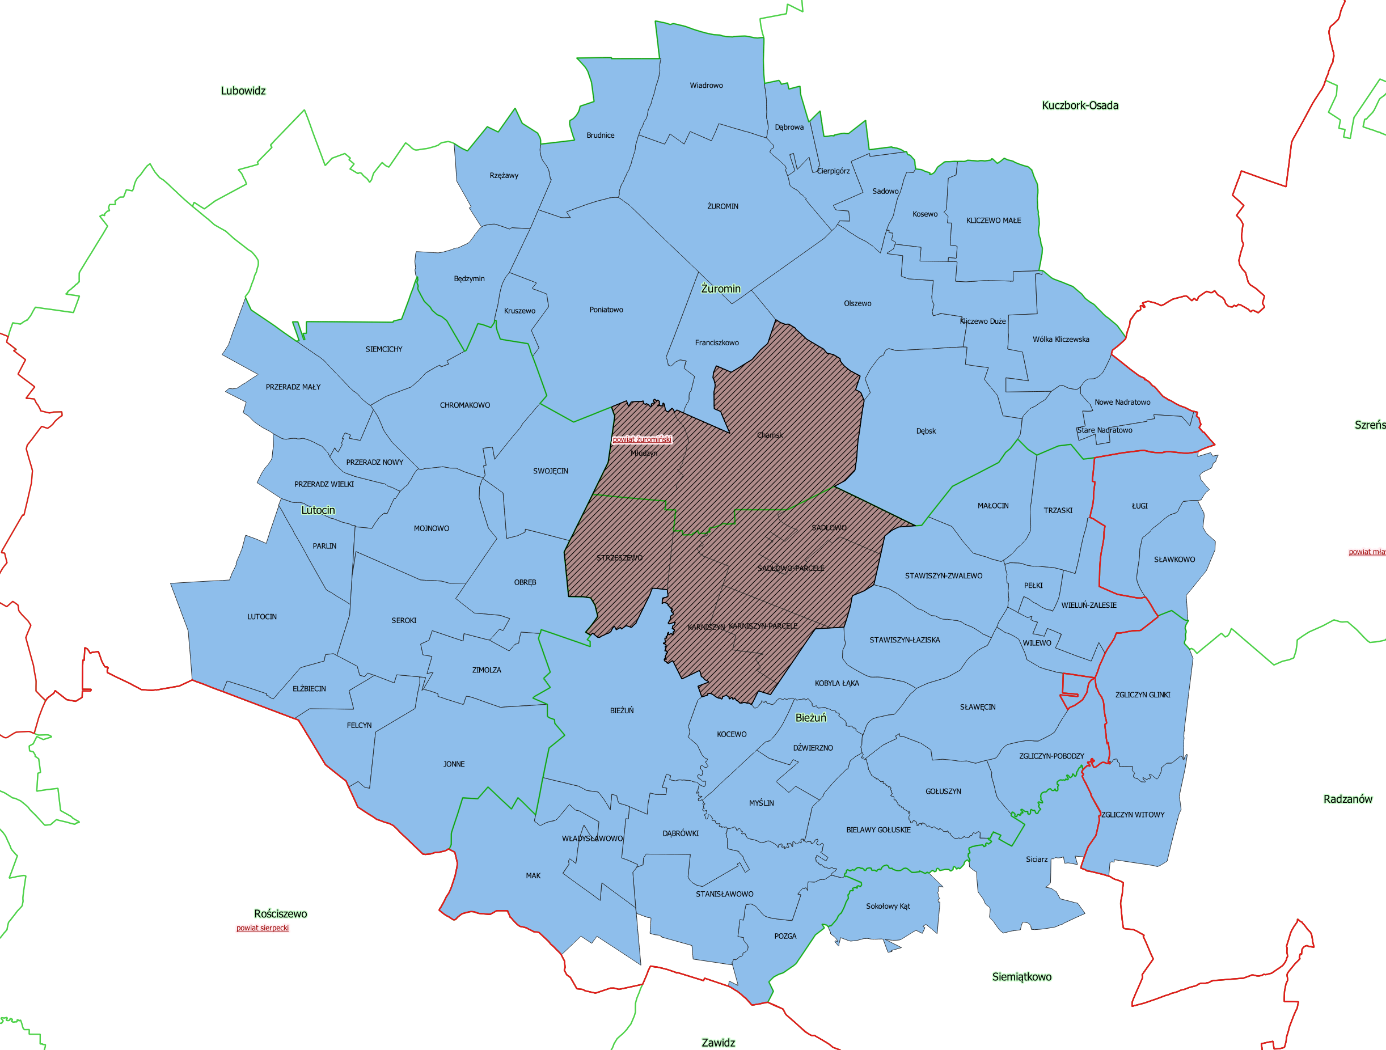 Wiadrowo
Lubowidz
Kuczbork-Osada
Dąbrowa
Brudnice
Cierpigórz
Rzężawy
Sadowo
ŻUROMIN
Kosewo
KLICZEWO MAŁE
Będzymin
Żuromin
Olszewo
Kruszewo
Poniatowo
Kliczewo Duże
Wólka Kliczewska
Franciszkowo
SIEMCICHY
PRZERADZ MAŁY
Nowe Nadratowo
CHROMAKOWO
Szreńs
Stare Nadratowo
Dębsk
Chamsk
powiat żuromiński
Młudzyn
PRZERADZ NOWY
SWOJĘCIN
PRZERADZ WIELKI
Lutocin
MAŁOCIN
ŁUGI
TRZASKI
MOJNOWO
SADŁOWO
PARLIN
powiat mła
STRZESZEWO
SŁAWKOWO
SADŁOWO-PARCELE
STAWISZYN-ZWALEWO
OBRĘB
PEŁKI
WIELUŃ-ZALESIE
LUTOCIN
SEROKI
KARNISZYN
KARNISZYN-PARCELE
STAWISZYN-ŁAZISKA
WILEWO
ZIMOLZA
KOBYLA ŁĄKA
ELŻBIECIN
ZGLICZYN GLINKI
SŁAWĘCIN
BIEŻUŃ
Bieżuń
FELCYN
KOCEWO
DŹWIERZNO
ZGLICZYN-POBODZY
JONNE
GOŁUSZYN
Radzanów
MYŚLIN
ZGLICZYN WITOWY
BIELAWY GOŁUSKIE
DĄBRÓWKI
WŁADYSŁAWOWO
Siciarz
MAK
STANISŁAWOWO
Sokołowy Kąt
Rościszewo
powiat sierpecki
POZGA
Siemiątkowo
Zawidz